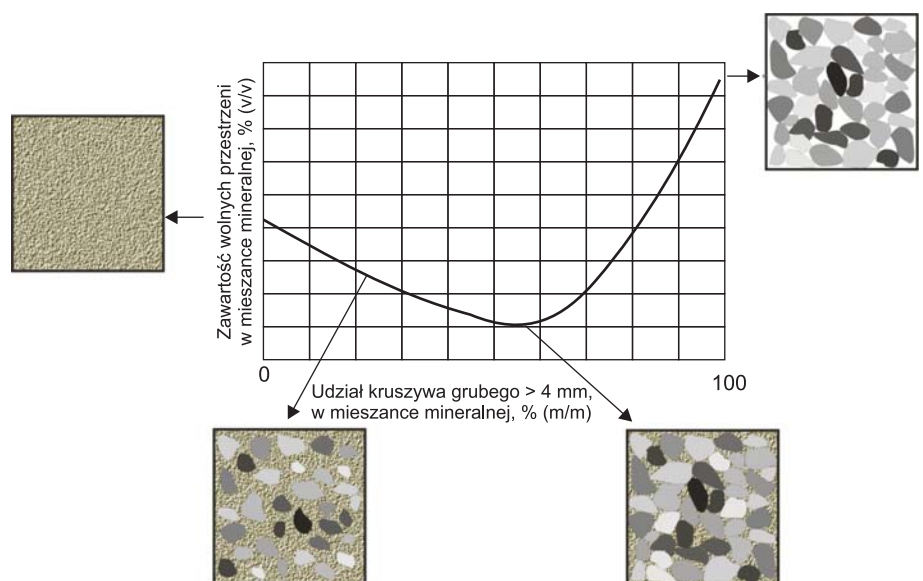 Zawartość wolnych przestrzeni
w mieszance mineralnej, % (v/v)
0
100
Udział kruszywa grubego > 4 mm,
w mieszance mineralnej, % (m/m)